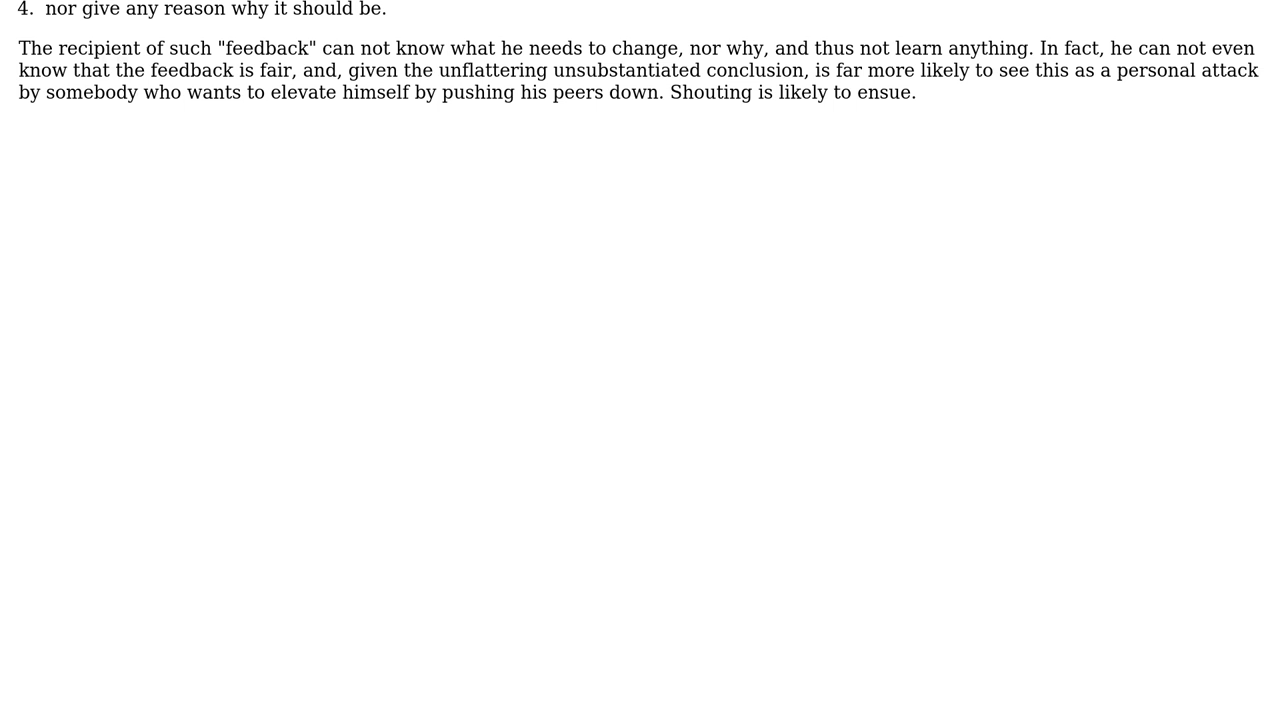 4. nor give any reason why it should be.
The recipient of such "feedback" can not know what he needs to change, nor why, and thus not learn anything. In fact, he can not even
know that the feedback is fair, and, given the unflattering unsubstantiated conclusion, is far more likely to see this as a personal attack
by somebody who wants to elevate himself by pushing his peers down. Shouting is likely to ensue.